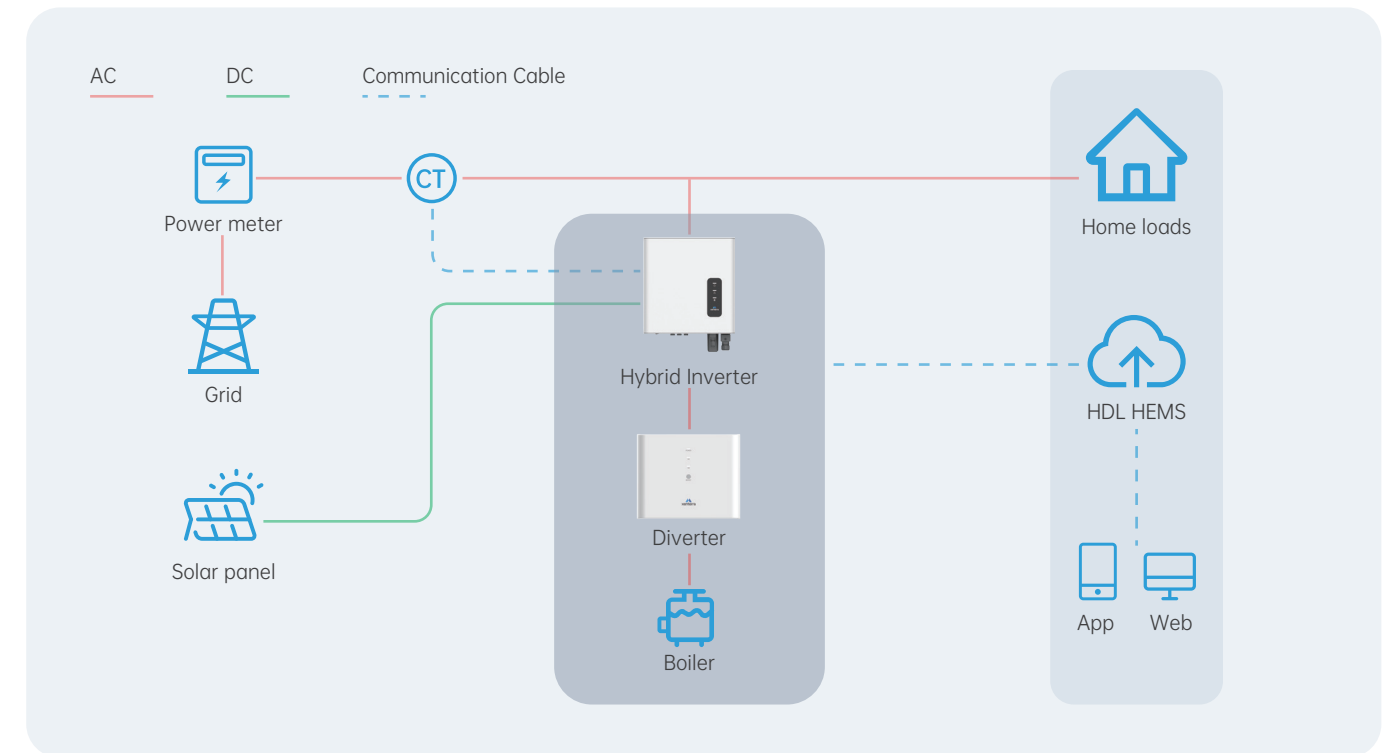 AC
DC
Communication Cable
CT
Power meter
Home loads
Grid
Hybrid Inverter
HDL HEMS
Solar panel
Diverter
App
Web
Boiler